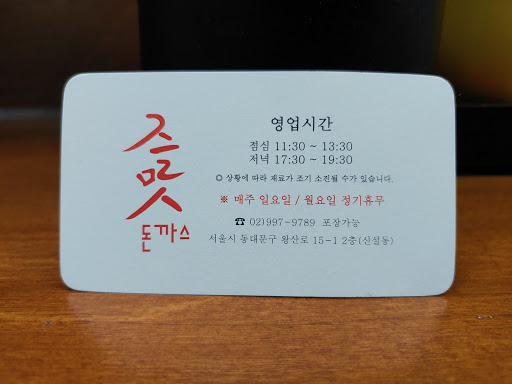 즐
맛
돈까스
영업시간
점심 11:30 ~ 13:30
저녁 17:30 ~ 19:30
◎ 상황에 따라 재료가 조기 소진될 수가 있습니다.
※ 매주 일요일 / 월요일 정기휴무
☎ 02)997-9789 포장가능
서울시 동대문구 왕산로 15-1 2층(신설동)